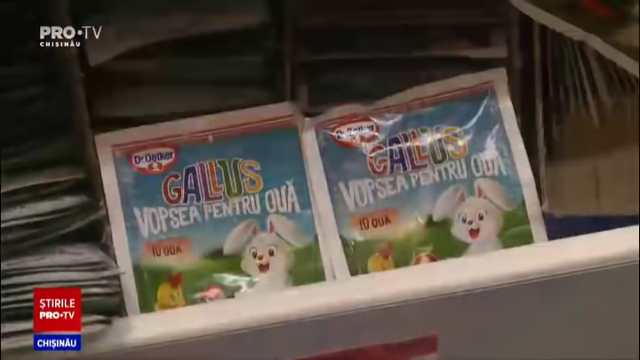 PRO•TV
CHIȘINĂU
Dr. Oetker
GALLUS
VOPSEA PENTRU OUĂ
10 OUĂ
Dr. Oetker
GALLUS
VOPSEA PENTRU OUĂ
10 OUĂ
ȘTIRILE
PRO•TV
CHIȘINĂU